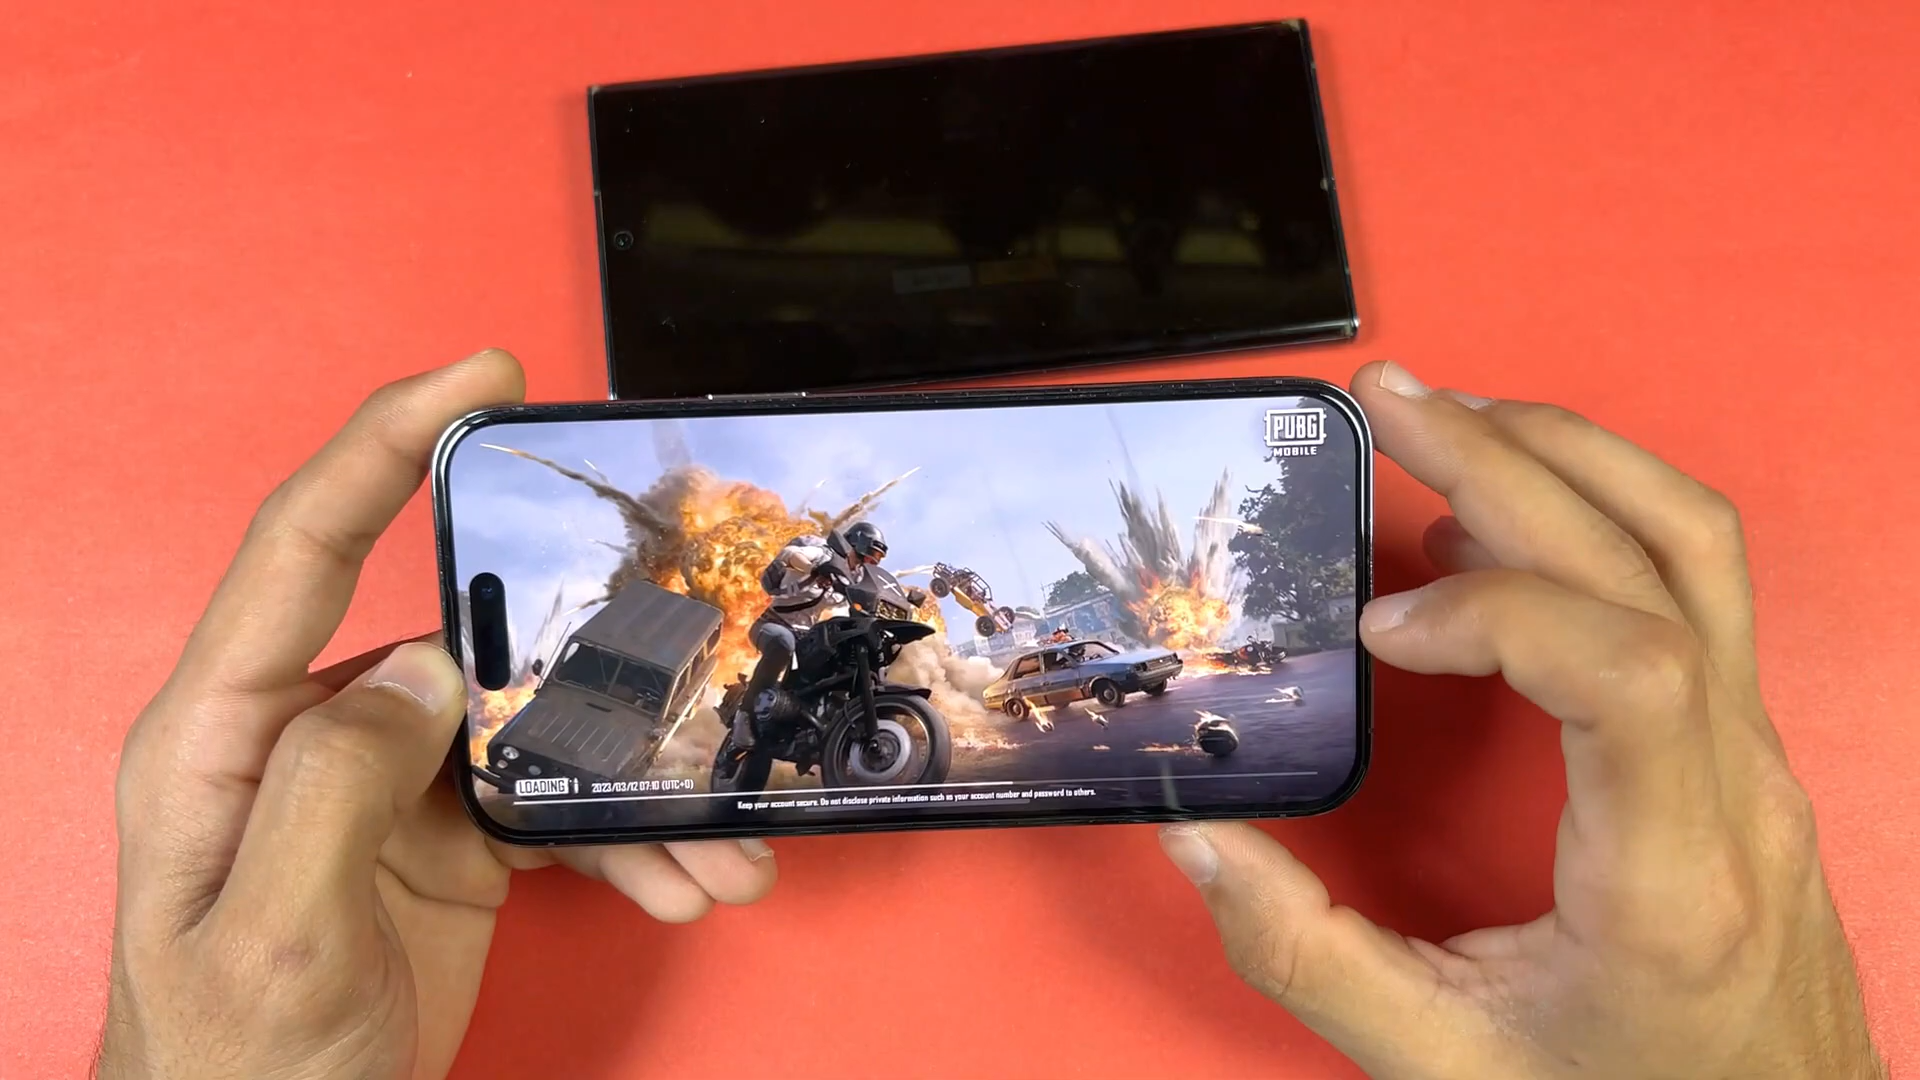 PUBG
MOBILE
LOADING
2023/03/12 07:10 (UTC+0)
Keep your account secure. Do not disclose private information such as your account number and password to others.